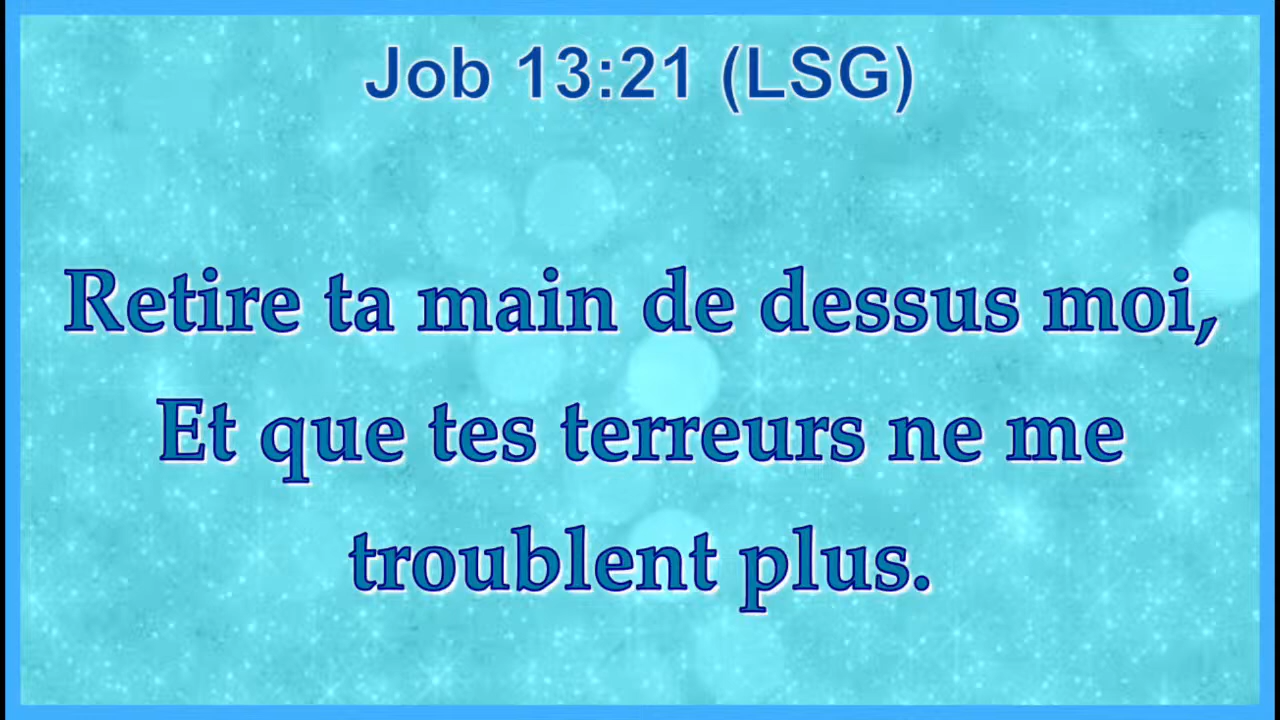 Job 13:21 (LSG)
Retire ta main de dessus moi,
Et que tes terreurs ne me
troublent plus.